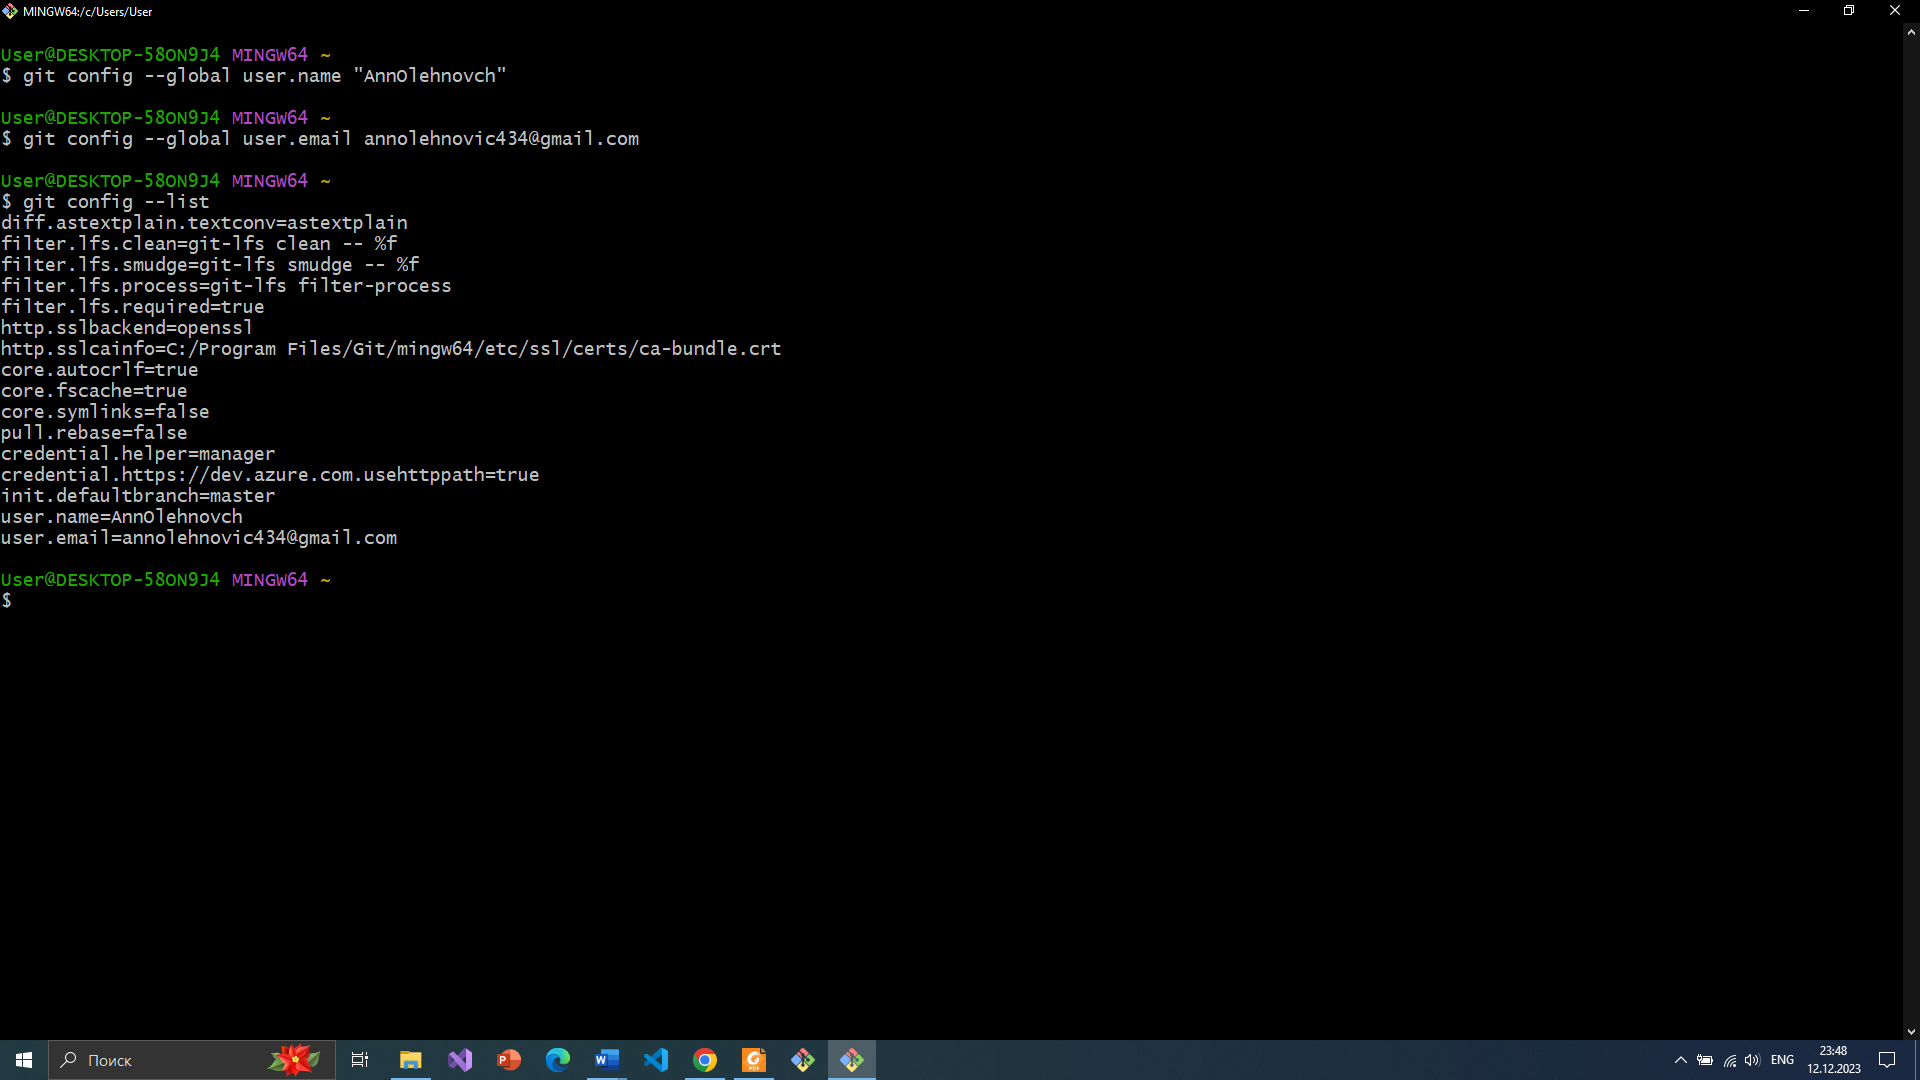 MINGW64:/c/Users/User
User@DESKTOP-58ON9J4 MINGW64 ~
$ git config --global user.name "AnnOlehnovch"
User@DESKTOP-58ON9J4 MINGW64 ~
$ git config --global user.email annolehnovic434@gmail.com
User@DESKTOP-58ON9J4 MINGW64 ~
$ git config --list
diff.astextplain.textconv=astextplain
filter.lfs.clean=git-lfs clean -- %f
filter.lfs.smudge=git-lfs smudge -- %f
filter.lfs.process=git-lfs filter-process
filter.lfs.required=true
http.sslbackend=openssl
http.sslcainfo=C:/Program Files/Git/mingw64/etc/ssl/certs/ca-bundle.crt
core.autocrlf=true
core.fscache=true
core.symlinks=false
pull.rebase=false
credential.helper=manager
credential.https://dev.azure.com.usehttppath=true
init.defaultbranch=master
user.name=AnnOlehnovch
user.email=annolehnovic434@gmail.com
User@DESKTOP-58ON9J4 MINGW64 ~
$
Поиск
ENG
23:48
12.12.2023